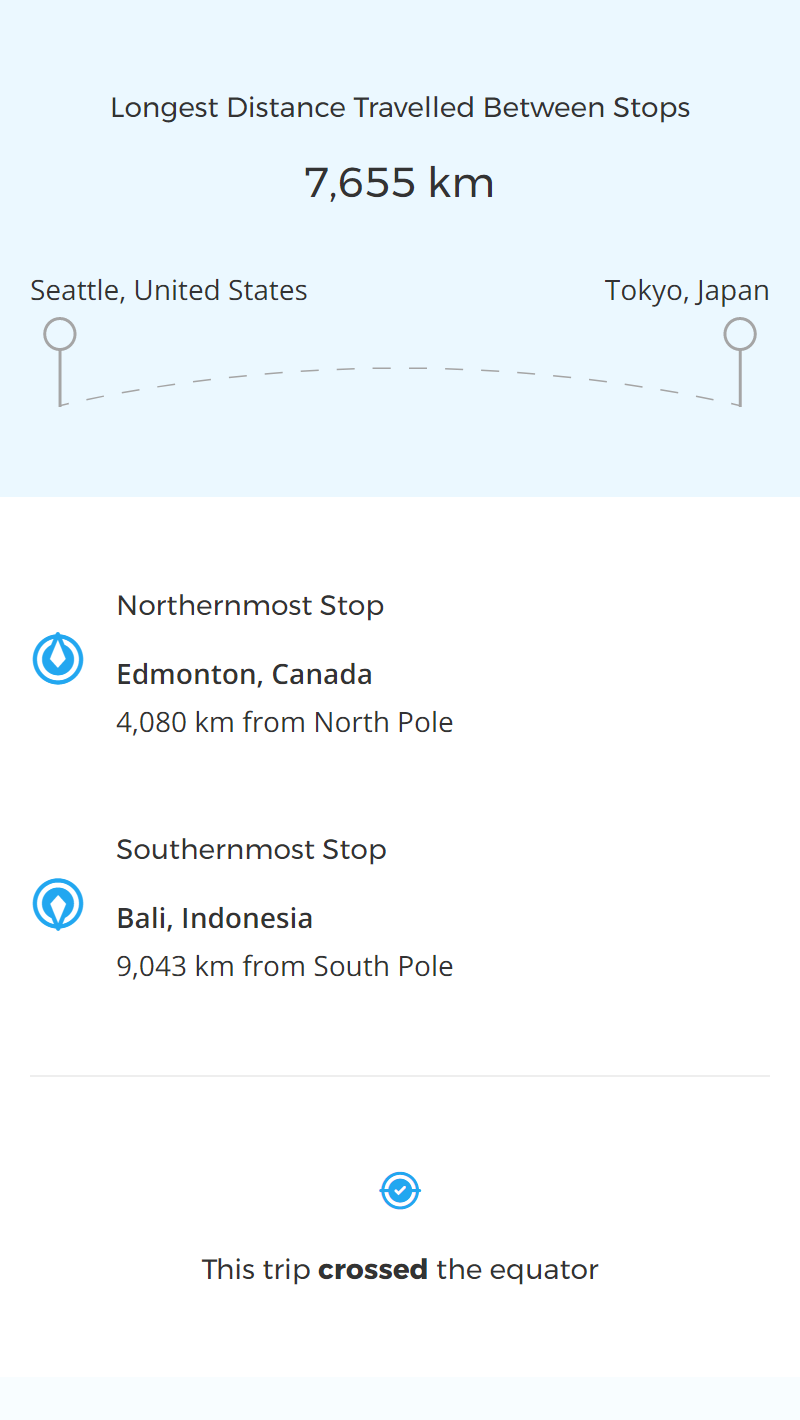 Longest Distance Travelled Between Stops
7,655 km
Seattle, United States Tokyo, Japan
Northernmost Stop
Edmonton, Canada
4,080 km from North Pole
Southernmost Stop
Bali, Indonesia
9,043 km from South Pole
This trip crossed the equator